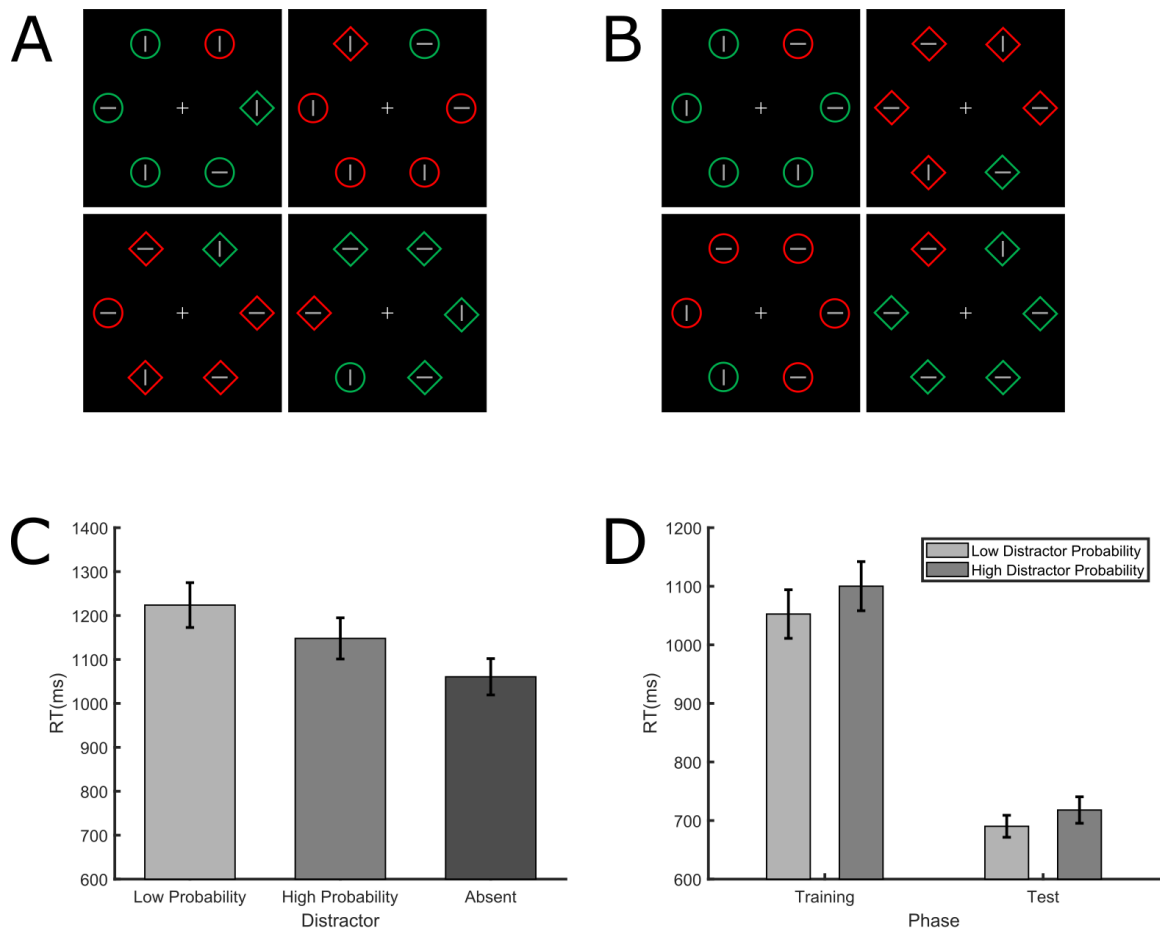 A
B
C
1400
1300
1200
1100
1000
900
800
700
600
RT(ms)
Low Probability High Probability Absent
Distractor
D
1200
1100
1000
900
800
700
600
RT(ms)
Low Distractor Probability
High Distractor Probability
Training Test
Phase